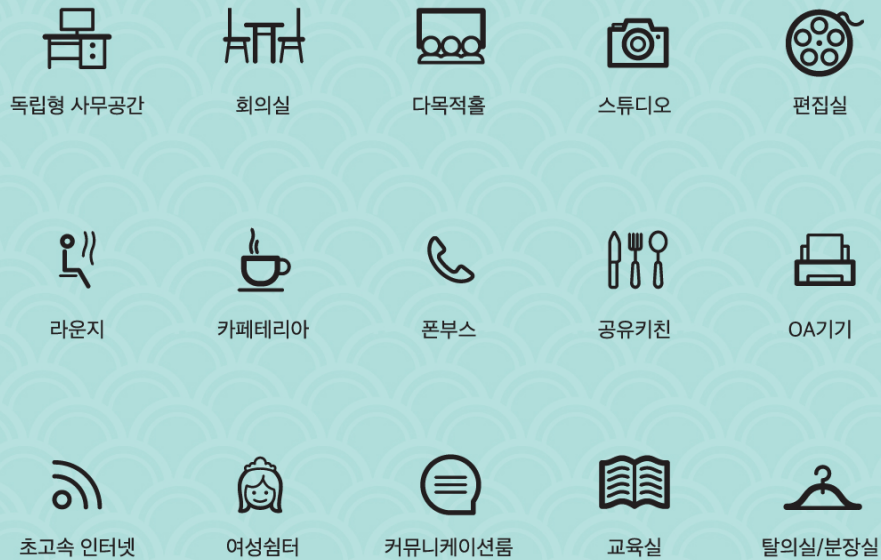 독립형 사무공간
회의실
다목적홀
스튜디오
편집실
라운지
카페테리아
폰부스
공유키친
OA기기
초고속 인터넷
여성쉼터
커뮤니케이션룸
교육실
탈의실/분장실